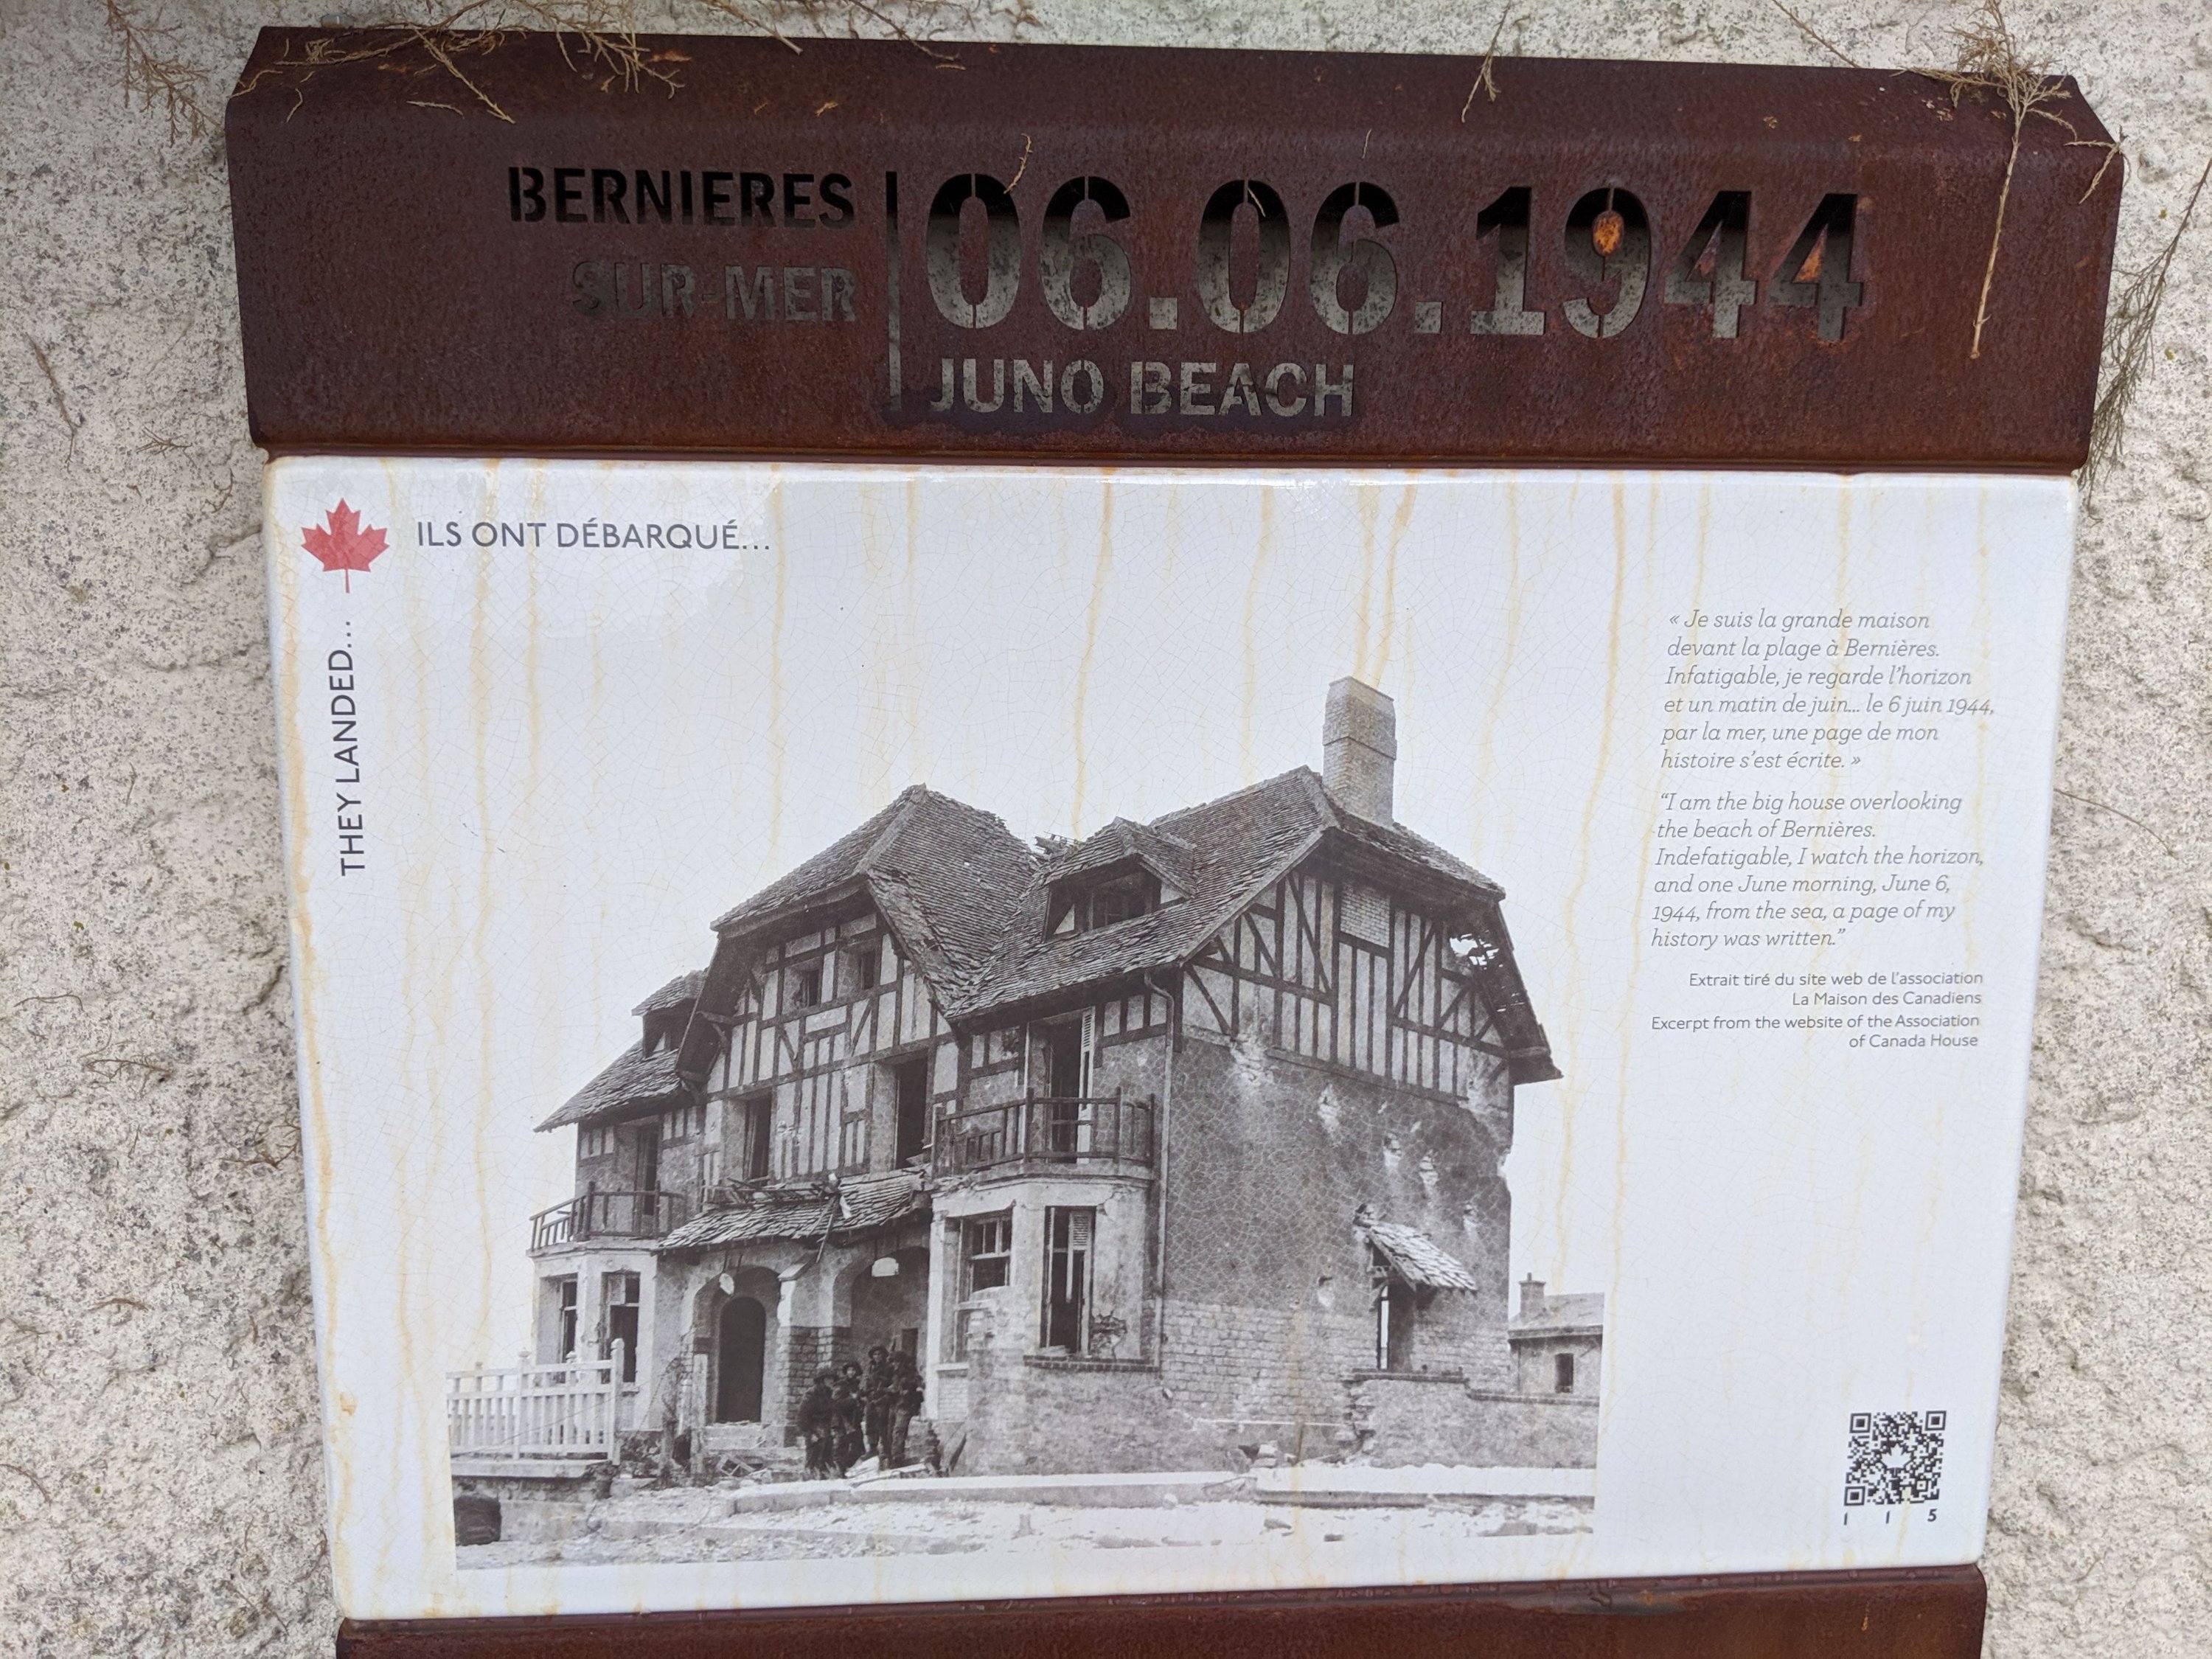 BERNIERES
SUR-MER
06.06.1944
JUNO BEACH
ILS ONT DÉBARQUÉ...
THEY LANDED...
« Je suis la grande maison
devant la plage à Bernières.
Infatigable, je regarde l'horizon
et un matin de juin... le 6 juin 1944,
par la mer, une page de mon
histoire s'est écrite. »
“I am the big house overlooking
the beach of Bernières.
Indefatigable, I watch the horizon,
and one June morning, June 6,
1944, from the sea, a page of my
history was written.”
Extrait tiré du site web de l'association
La Maison des Canadiens
Excerpt from the website of the Association
of Canada House
1 1 5